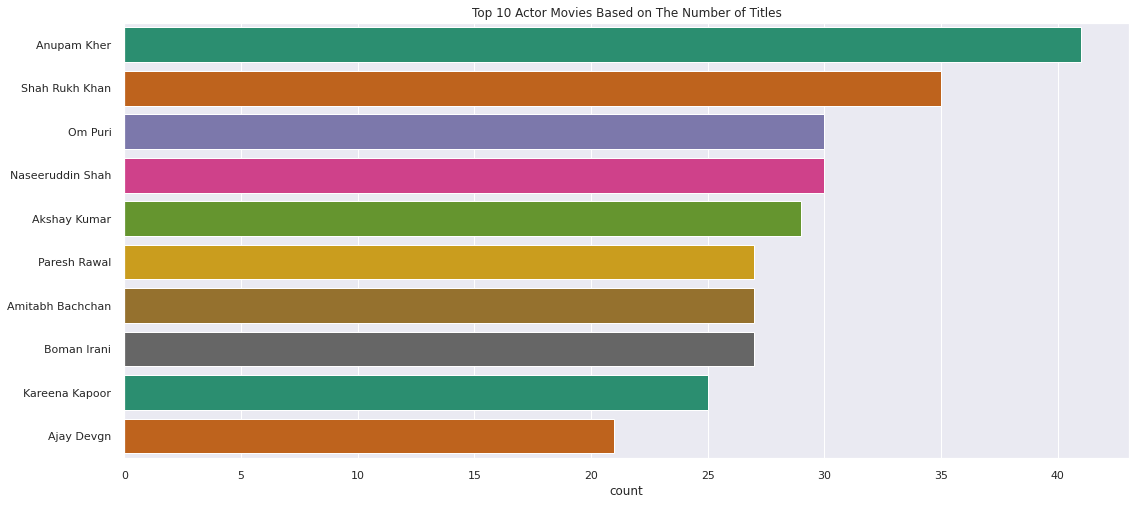 Top 10 Actor Movies Based on The Number of Titles
Anupam Kher
Shah Rukh Khan
Om Puri
Naseeruddin Shah
Akshay Kumar
Paresh Rawal
Amitabh Bachchan
Boman Irani
Kareena Kapoor
Ajay Devgn
0 5 10 15 20 25 30 35 40
count